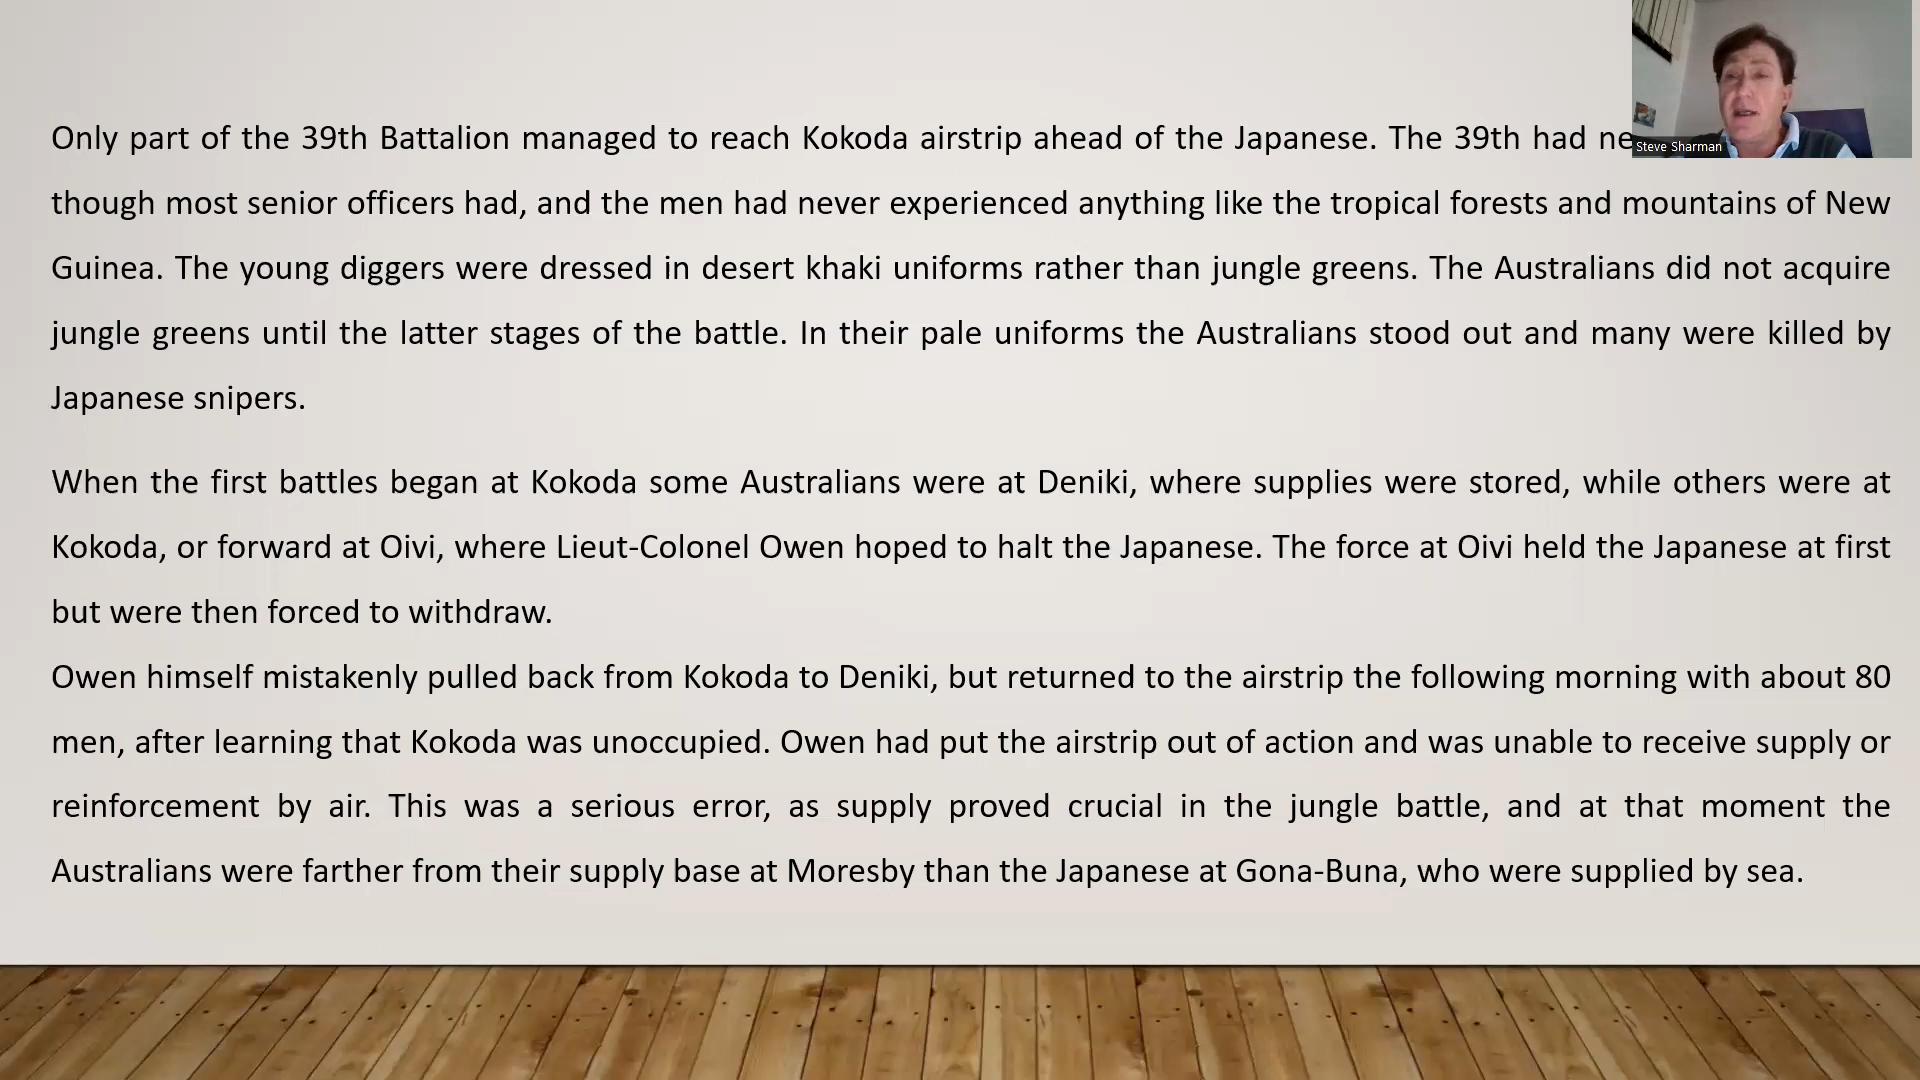 Only part of the 39th Battalion managed to reach Kokoda airstrip ahead of the Japanese. The 39th had
Steve Sharman
though most senior officers had, and the men had never experienced anything like the tropical forests and mountains of New
Guinea. The young diggers were dressed in desert khaki uniforms rather than jungle greens. The Australians did not acquire
jungle greens until the latter stages of the battle. In their pale uniforms the Australians stood out and many were killed by
Japanese snipers.
When the first battles began at Kokoda some Australians were at Deniki, where supplies were stored, while others were at
Kokoda, or forward at Oivi, where Lieut-Colonel Owen hoped to halt the Japanese. The force at Oivi held the Japanese at first
but were then forced to withdraw.
Owen himself mistakenly pulled back from Kokoda to Deniki, but returned to the airstrip the following morning with about 80
men, after learning that Kokoda was unoccupied. Owen had put the airstrip out of action and was unable to receive supply or
reinforcement by air. This was a serious error, as supply proved crucial in the jungle battle, and at that moment the
Australians were farther from their supply base at Moresby than the Japanese at Gona-Buna, who were supplied by sea.